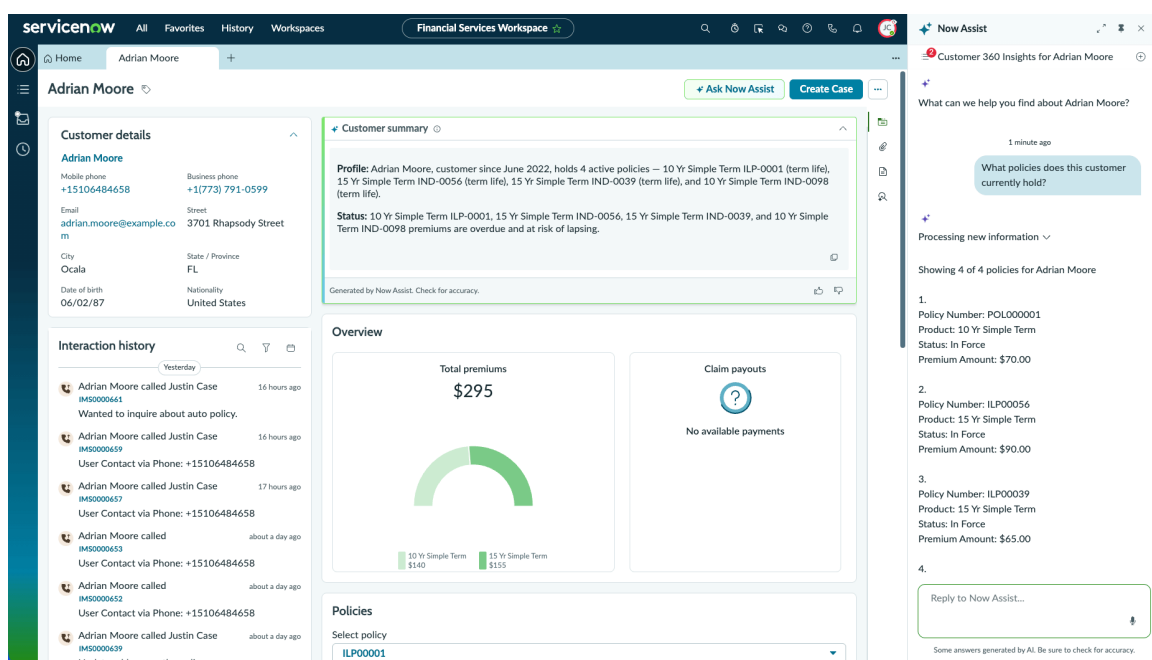 servicenow All Favorites History Workspaces
Financial Services Workspace
JC
Home
Adrian Moore
Adrian Moore
Ask Now Assist
Create Case
Customer details
Adrian Moore
Mobile phone Business phone
+15106484658 +1(773) 791-0599
Email Street
adrian.moore@example.co 3701 Rhapsody Street
m
City State / Province
Ocala FL
Date of birth Nationality
06/02/87 United States
Interaction history
Yesterday
Adrian Moore called Justin Case 16 hours ago
IMS0000661
Wanted to inquire about auto policy.
Adrian Moore called Justin Case 16 hours ago
IMS0000659
User Contact via Phone: +15106484658
Adrian Moore called Justin Case 17 hours ago
IMS0000657
User Contact via Phone: +15106484658
Adrian Moore called about a day ago
IMS0000653
User Contact via Phone: +15106484658
Adrian Moore called about a day ago
IMS0000652
User Contact via Phone: +15106484658
Adrian Moore called Justin Case about a day ago
IMS0000639
Customer summary
Profile: Adrian Moore, customer since June 2022, holds 4 active policies — 10 Yr Simple Term ILP-0001 (term life),
15 Yr Simple Term IND-0056 (term life), 15 Yr Simple Term IND-0039 (term life), and 10 Yr Simple Term IND-0098
(term life).
Status: 10 Yr Simple Term ILP-0001, 15 Yr Simple Term IND-0056, 15 Yr Simple Term IND-0039, and 10 Yr Simple
Term IND-0098 premiums are overdue and at risk of lapsing.
Generated by Now Assist. Check for accuracy.
Overview
Total premiums
$295
10 Yr Simple Term 15 Yr Simple Term
$140 $155
Claim payouts
?
No available payments
Policies
Select policy
ILP00001
Now Assist
2
Customer 360 Insights for Adrian Moore
What can we help you find about Adrian Moore?
1 minute ago
What policies does this customer
currently hold?
Processing new information
Showing 4 of 4 policies for Adrian Moore
1.
Policy Number: POL000001
Product: 10 Yr Simple Term
Status: In Force
Premium Amount: $70.00
2.
Policy Number: ILP00056
Product: 15 Yr Simple Term
Status: In Force
Premium Amount: $90.00
3.
Policy Number: ILP00039
Product: 15 Yr Simple Term
Status: In Force
Premium Amount: $65.00
4.
Reply to Now Assist...
Some answers generated by AI. Be sure to check for accuracy.